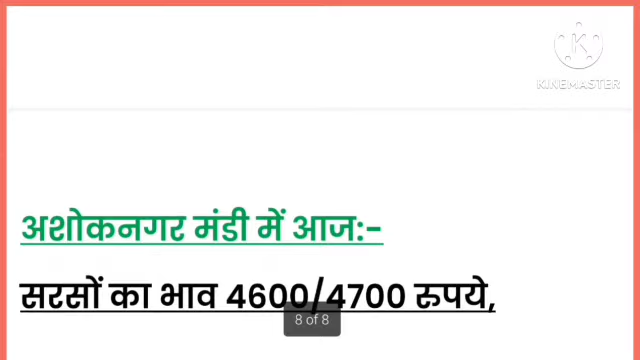 KINEMASTER
अशोकनगर मंडी में आज:-
सरसों का भाव 4600/4700 रुपये,
8 of 8